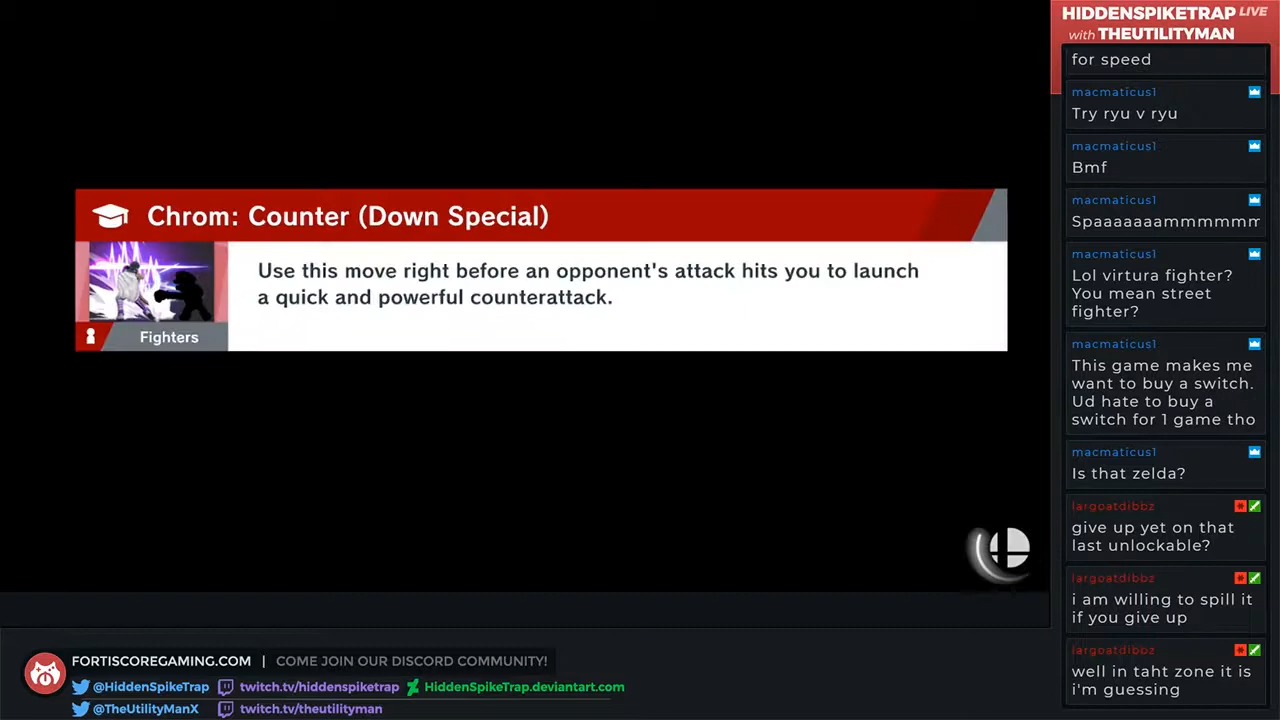 HIDDENSPIKETRAP LIVE
with THEUTILITYMAN
for speed
macmaticus1
Try ryu v ryu
macmaticus1
Bmf
macmaticus1
Spaaaaaammmmmm
macmaticus1
Lol virtura fighter?
You mean street
fighter?
macmaticus1
This game makes me
want to buy a switch.
Ud hate to buy a
switch for 1 game tho
macmaticus1
Is that zelda?
largoatdibbz
give up yet on that
last unlockable?
largoatdibbz
i am willing to spill it
if you give up
largoatdibbz
well in taht zone it is
i'm guessing
Chrom: Counter (Down Special)
Use this move right before an opponent's attack hits you to launch
a quick and powerful counterattack.
Fighters
FORTISCOREGAMING.COM | COME JOIN OUR DISCORD COMMUNITY!
@HiddenSpikeTrap twitch.tv/hiddenspiketrap HiddenSpikeTrap.deviantart.com
@TheUtilityManX twitch.tv/theutilityman